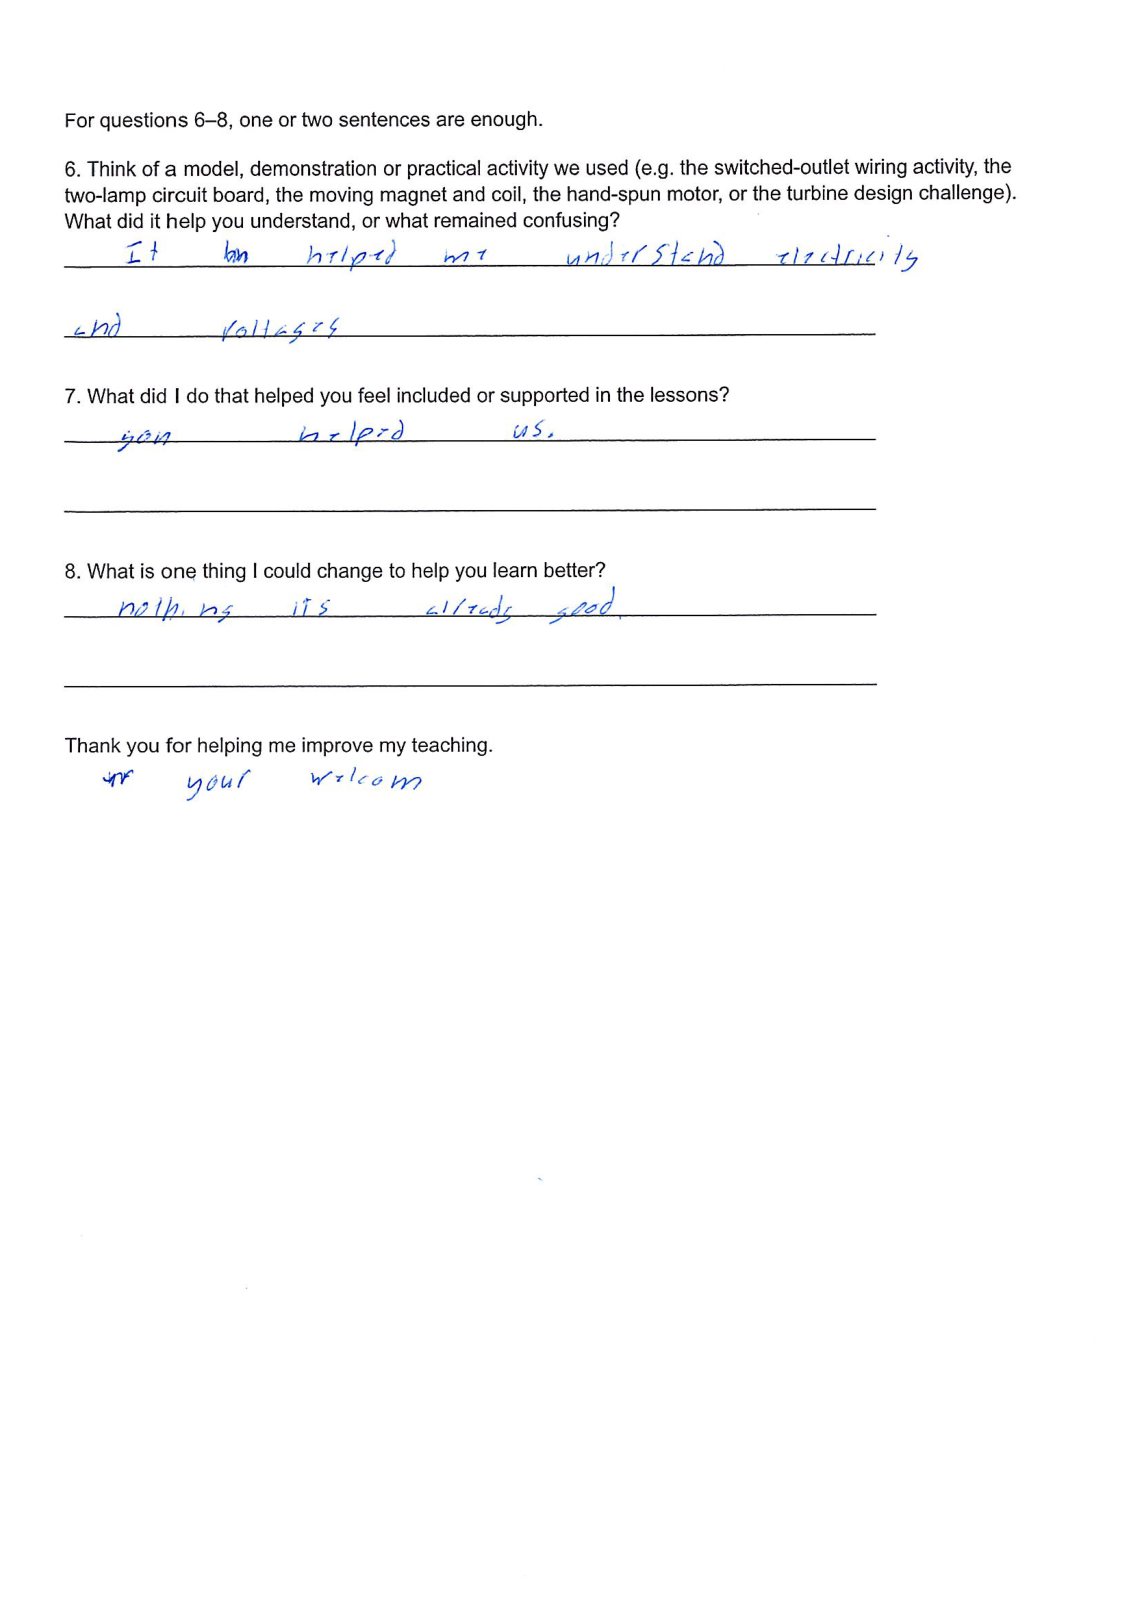 For questions 6–8, one or two sentences are enough.
6. Think of a model, demonstration or practical activity we used (e.g. the switched-outlet wiring activity, the
two-lamp circuit board, the moving magnet and coil, the hand-spun motor, or the turbine design challenge).
What did it help you understand, or what remained confusing?
It helped me understand electricity
and voltages
7. What did I do that helped you feel included or supported in the lessons?
you helped us.
8. What is one thing I could change to help you learn better?
nothing its alredy good.
Thank you for helping me improve my teaching.
your welcom